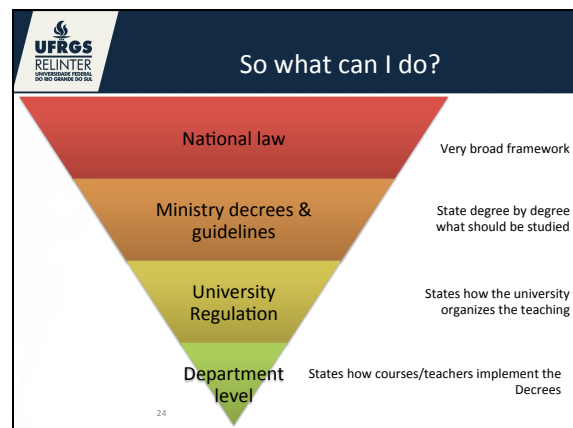 UFRGS
RELINTER
UNIVERSIDADE FEDERAL
DO RIO GRANDE DO SUL
So what can I do?
National law
Very broad framework
Ministry decrees &
guidelines
State degree by degree
what should be studied
University
Regulation
States how the university
organizes the teaching
Department
level
States how courses/teachers implement the
Decrees
24